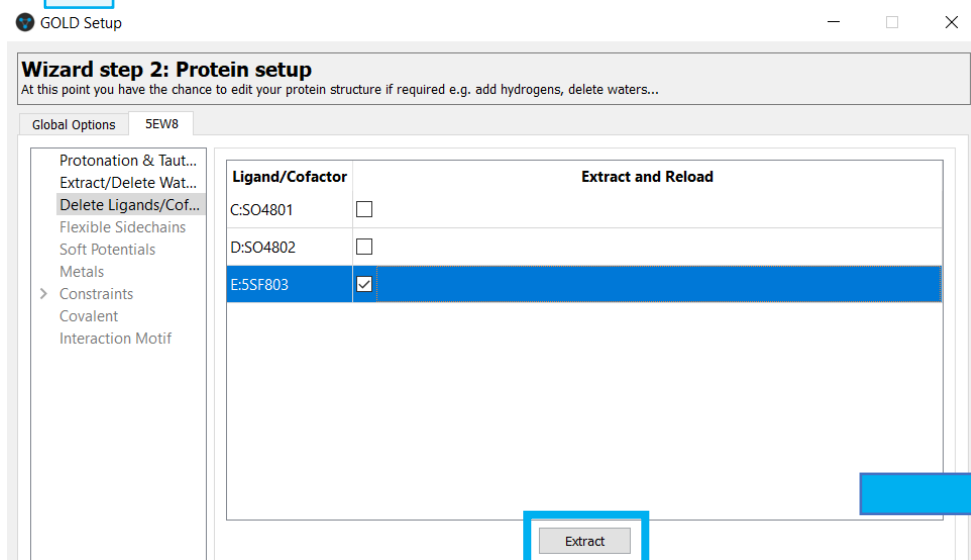 GOLD Setup
Wizard step 2: Protein setup
At this point you have the chance to edit your protein structure if required e.g. add hydrogens, delete waters...
Global Options 5EW8
Protonation & Taut...
Extract/Delete Wat...
Delete Ligands/Cof...
Flexible Sidechains
Soft Potentials
Metals
Constraints
Covalent
Interaction Motif
Ligand/Cofactor Extract and Reload
C:SO4801
D:SO4802
E:5SF803
Extract